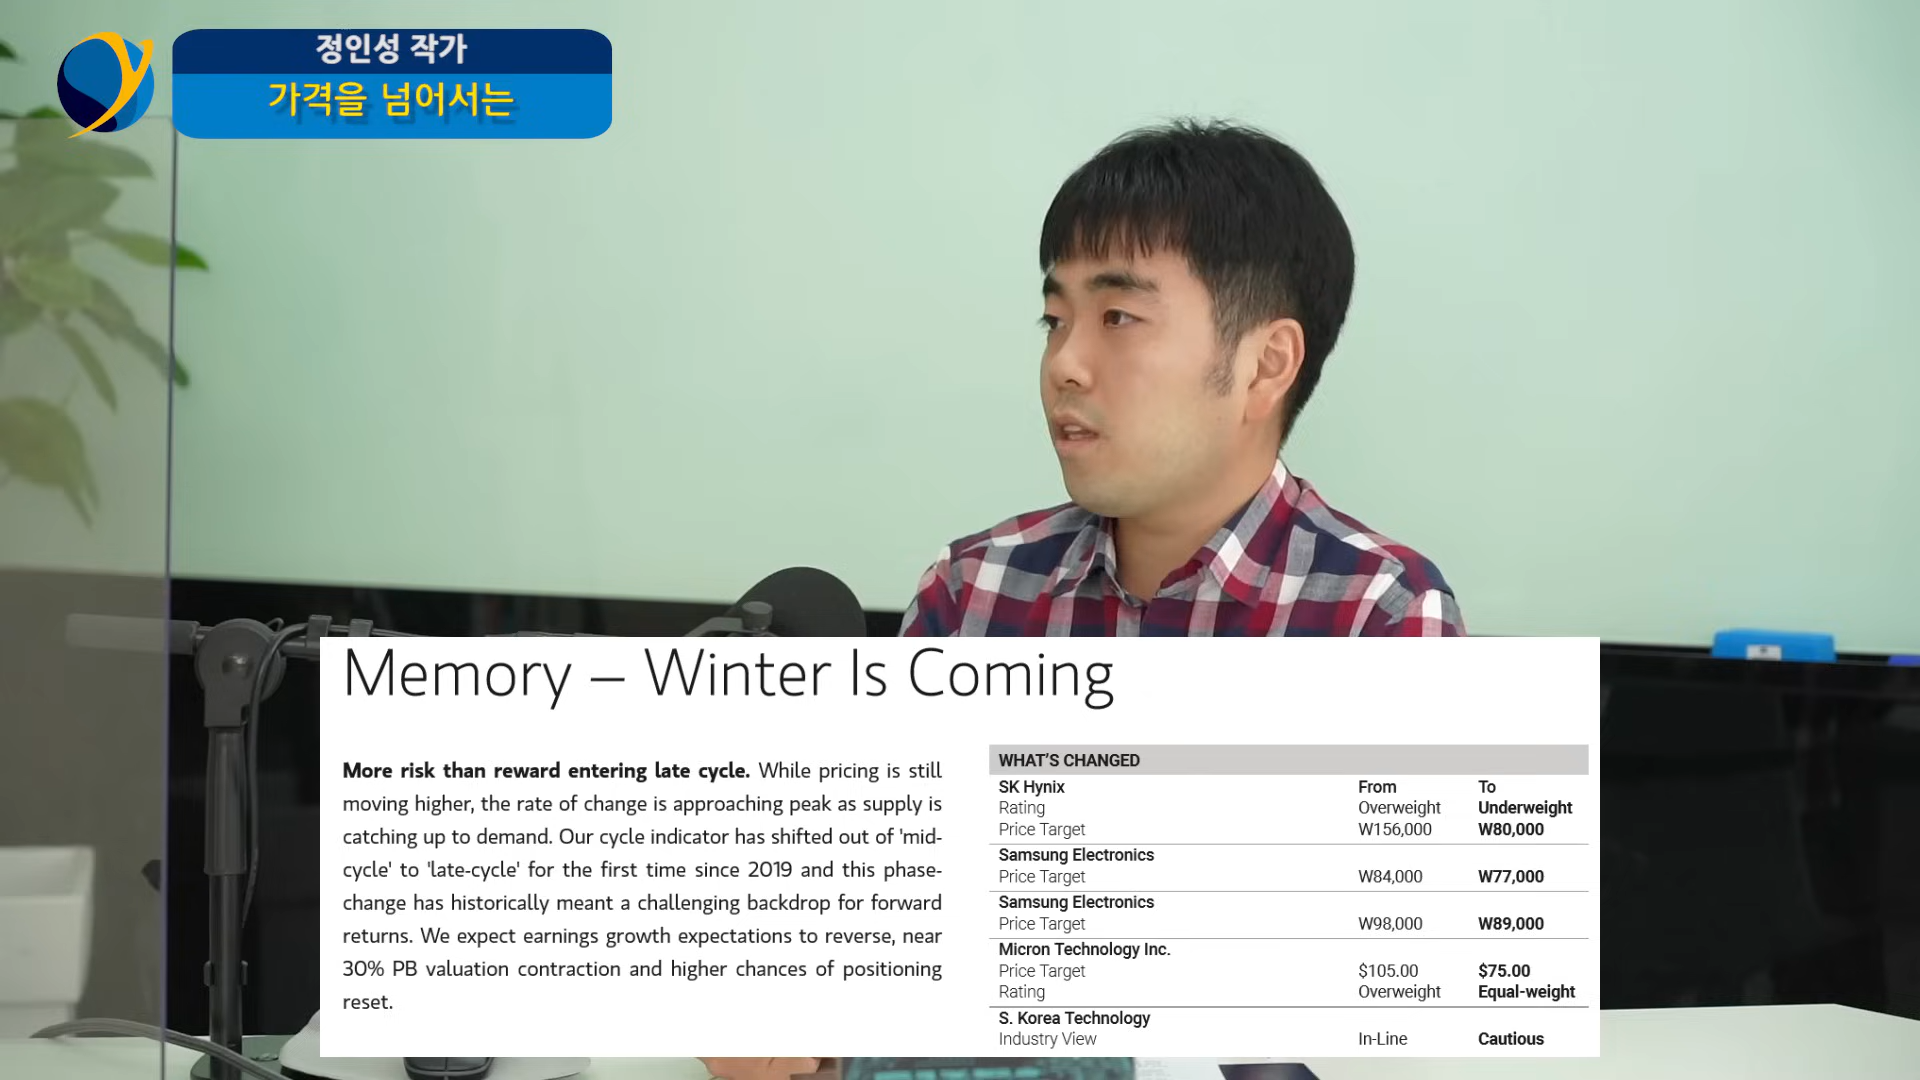 정인성 작가
가격을 넘어서는
Memory – Winter Is Coming
More risk than reward entering late cycle. While pricing is still
moving higher, the rate of change is approaching peak as supply is
catching up to demand. Our cycle indicator has shifted out of 'mid-
cycle' to 'late-cycle' for the first time since 2019 and this phase-
change has historically meant a challenging backdrop for forward
returns. We expect earnings growth expectations to reverse, near
30% PB valuation contraction and higher chances of positioning
reset.
WHAT'S CHANGED
SK Hynix From To
Rating Overweight Underweight
Price Target W156,000 W80,000
Samsung Electronics
Price Target W84,000 W77,000
Samsung Electronics
Price Target W98,000 W89,000
Micron Technology Inc.
Price Target $105.00 $75.00
Rating Overweight Equal-weight
S. Korea Technology
Industry View In-Line Cautious